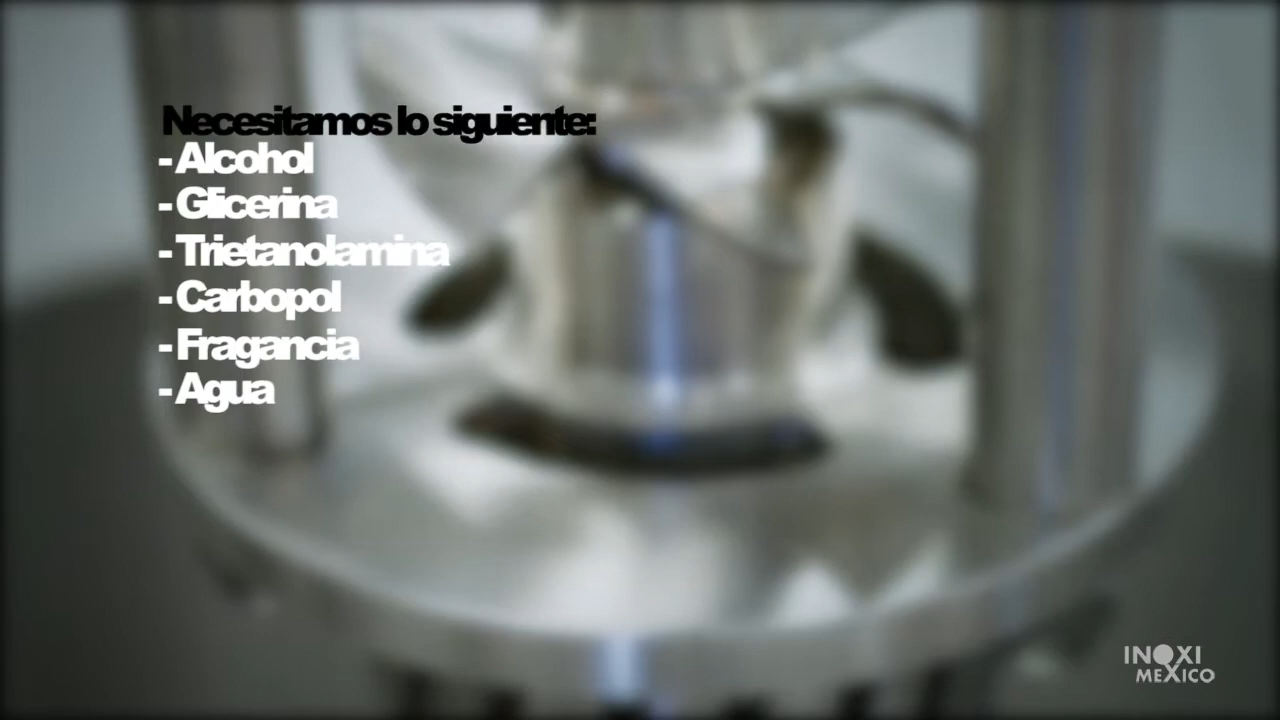 Necesitamos lo siguiente:
- Alcohol
- Glicerina
- Trietanolamina
- Carbopol
- Fragancia
- Agua
INOXI
MEXICO